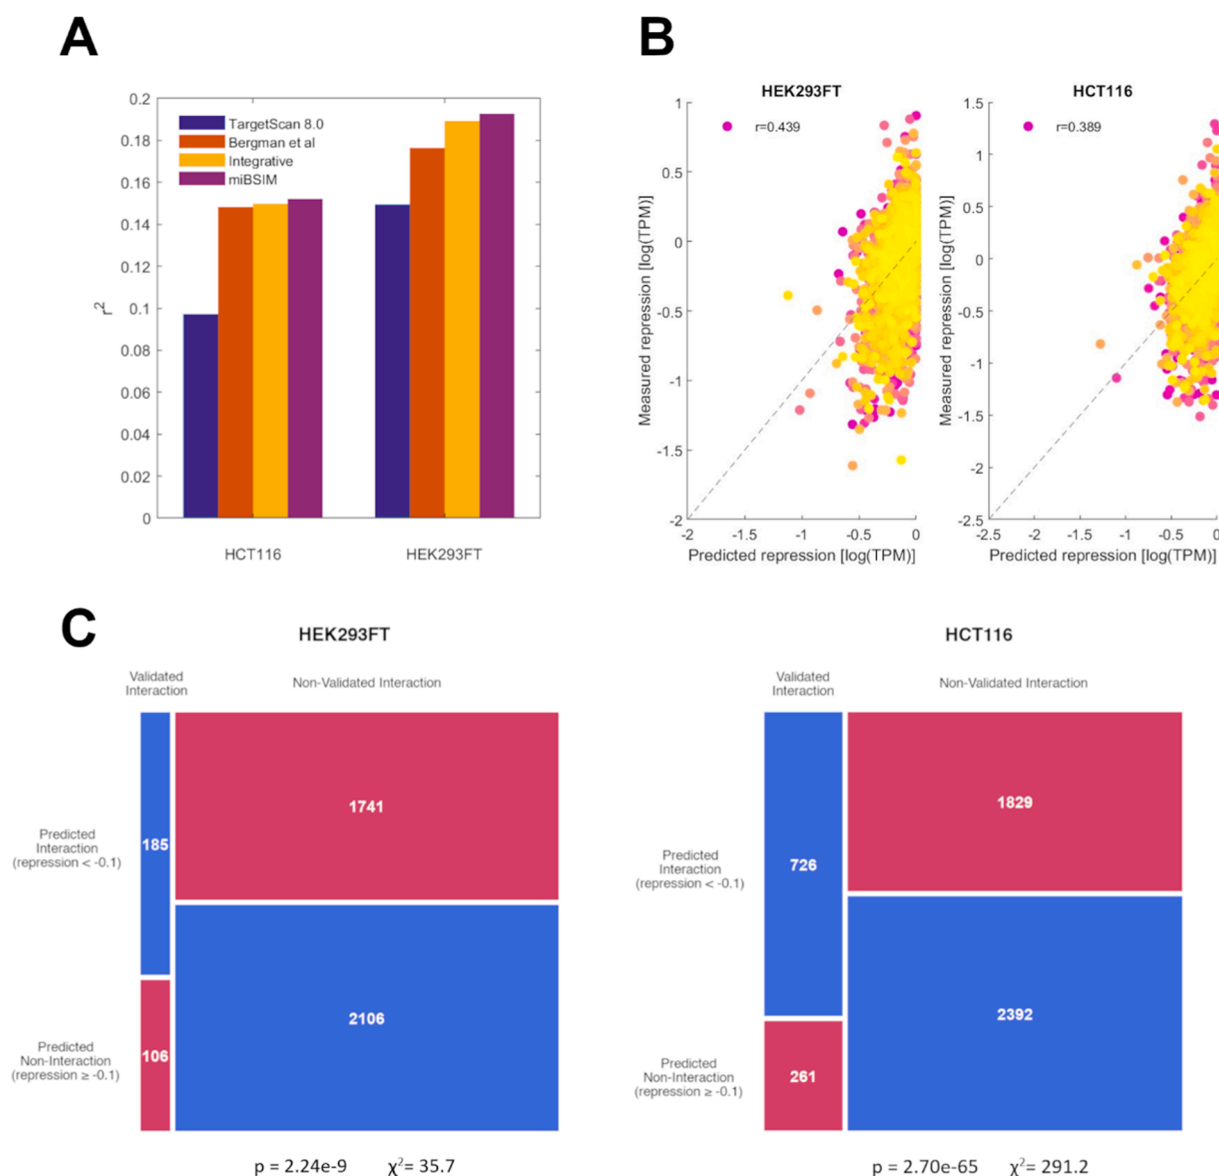 A
0.2
0.18
0.16
0.14
0.12
0.1
0.08
0.06
0.04
0.02
0
r²
TargetScan 8.0
Bergman et al
Integrative
miBSIM
HCT116
HEK293FT
B
HEK293FT
r=0.439
1
0.5
0
-0.5
-1
-1.5
-2
Measured repression [log(TPM)]
-2
-1.5
-1
-0.5
0
Predicted repression [log(TPM)]
HCT116
r=0.389
1.5
1
0.5
0
-0.5
-1
-1.5
-2
-2.5
Measured repression [log(TPM)]
-2.5
-2
-1.5
-1
-0.5
0
Predicted repression [log(TPM)]
C
HEK293FT
Validated
Interaction
Non-Validated Interaction
Predicted
Interaction
(repression < -0.1)
185
1741
Predicted
Non-Interaction
(repression ≥ -0.1)
106
2106
p = 2.24e-9
χ²= 35.7
HCT116
Validated
Interaction
Non-Validated Interaction
Predicted
Interaction
(repression < -0.1)
726
1829
Predicted
Non-Interaction
(repression ≥ -0.1)
261
2392
p = 2.70e-65
χ²= 291.2